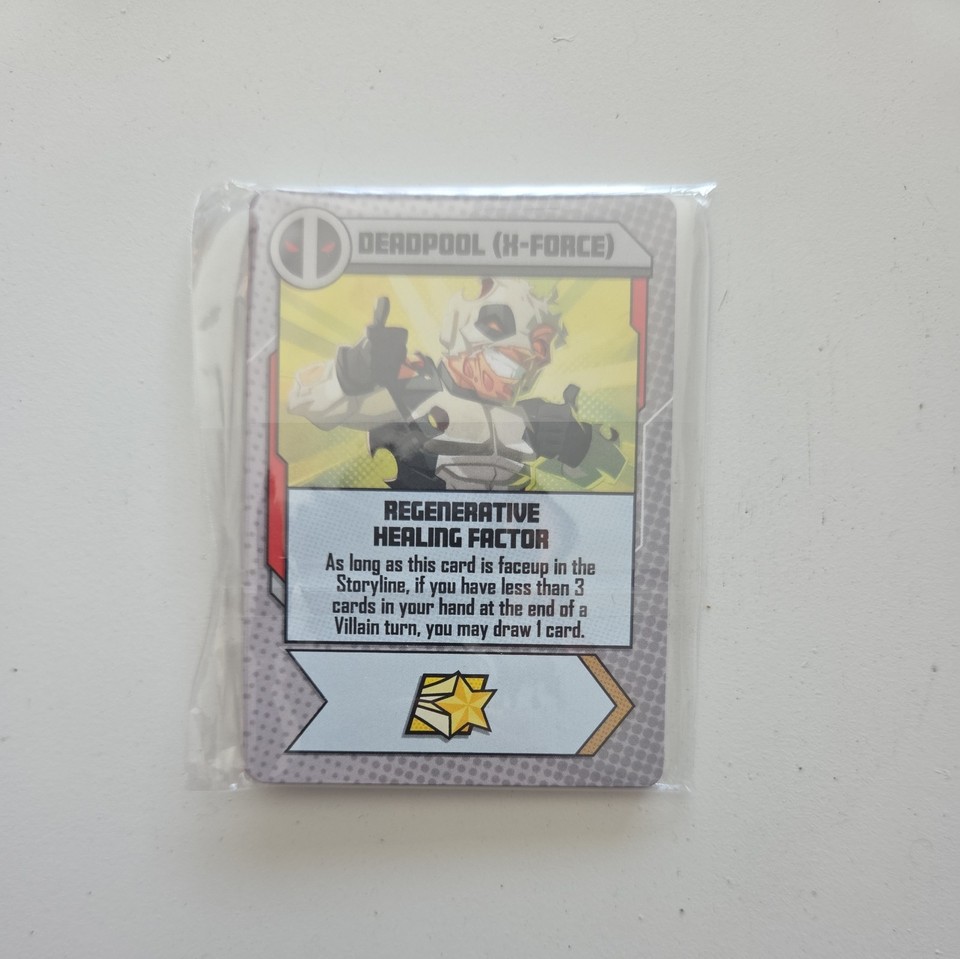 DEADPOOL (X-FORCE)
REGENERATIVE
HEALING FACTOR
As long as this card is faceup in the
Storyline, if you have less than 3
cards in your hand at the end of a
Villain turn, you may draw 1 card.